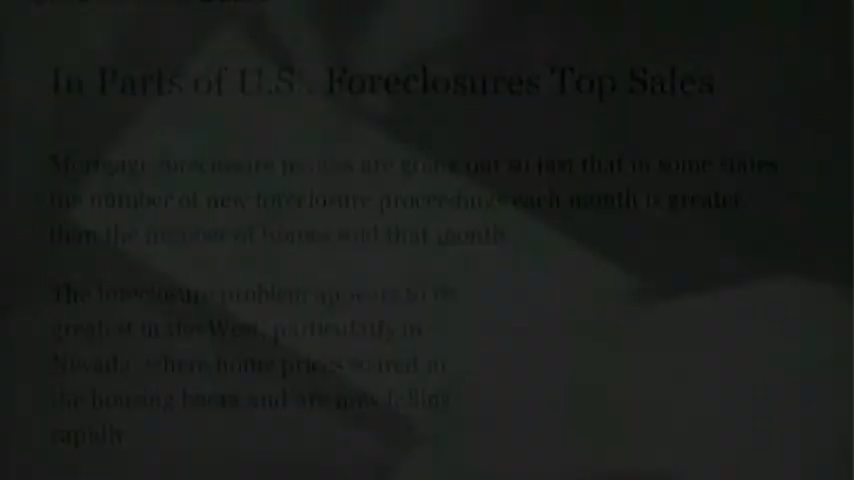 In Parts of U.S., Foreclosures Top Sales
Mortgage foreclosure notices are going out so fast that in some states
the number of new foreclosure proceedings each month is greater
than the number of homes sold that month.
The foreclosure problem appears to be
greatest in the West, particularly in
Nevada, where home prices soared in
the housing boom and are now falling
rapidly